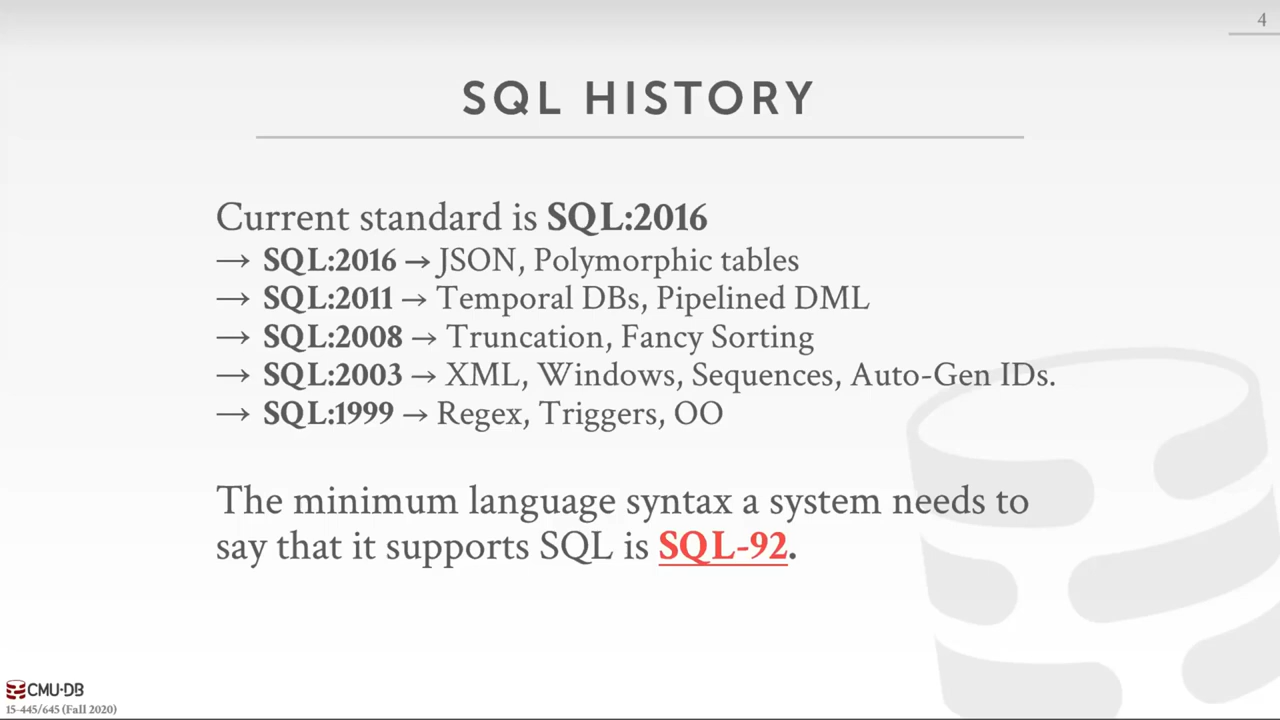 4
SQL HISTORY
Current standard is SQL:2016
→ SQL:2016 → JSON, Polymorphic tables
→ SQL:2011 → Temporal DBs, Pipelined DML
→ SQL:2008 → Truncation, Fancy Sorting
→ SQL:2003 → XML, Windows, Sequences, Auto-Gen IDs.
→ SQL:1999 → Regex, Triggers, OO
The minimum language syntax a system needs to
say that it supports SQL is SQL-92.
CMU·DB
15-445/645 (Fall 2020)